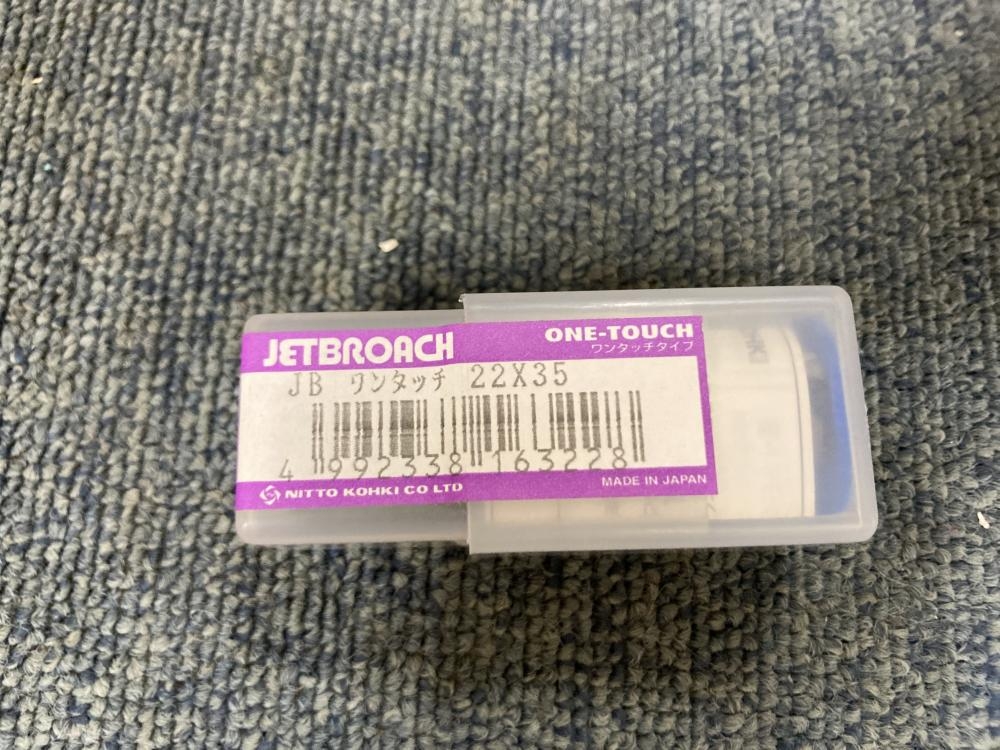 JETBROACH
ONE-TOUCH
ワンタッチタイプ
JB ワンタッチ 22X35
4 992338 163228
NITTO KOHKI CO LTD
MADE IN JAPAN